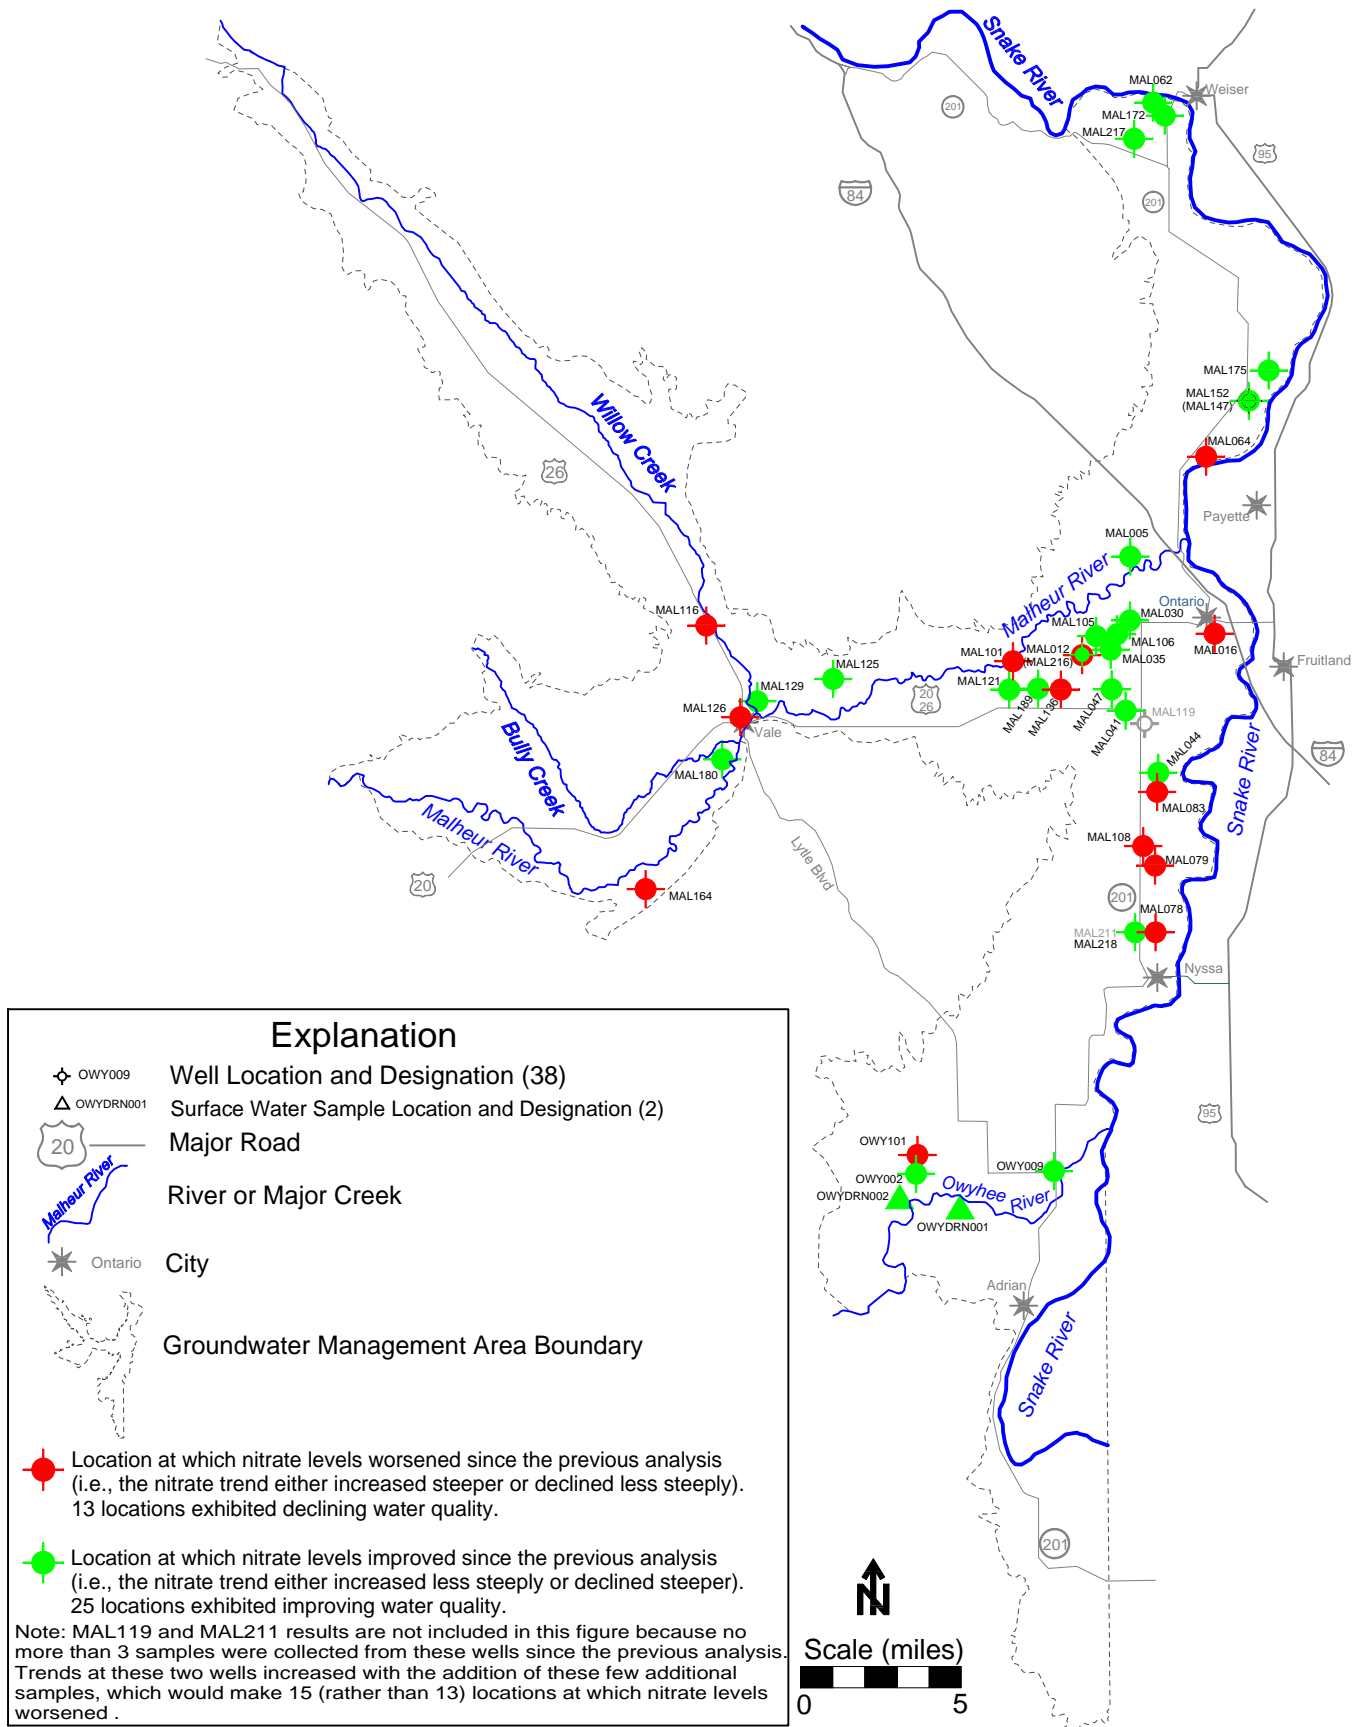 Snake River
MAL062
Weiser
201
MAL172
MAL217
95
84
201
MAL175
MAL152
(MAL147)
MAL064
Willow Creek
26
Payette
MAL005
Malheur River
Ontario
MAL030
MAL116
MAL105
MAL106
MAL016
MAL101
MAL012
(MAL216)
MAL035
Fruitland
MAL125
MAL121
MAL129
20
26
MAL189
MAL136
MAL047
MAL041
MAL119
MAL126
Vale
Bully Creek
MAL180
MAL044
84
Snake River
MAL083
Malheur River
Lytle Blvd
MAL108
MAL079
20
MAL164
201
MAL078
MAL211
MAL218
Nyssa
95
OWY101
OWY002
OWY009
OWYDRN002
Owyhee
River
OWYDRN001
Adrian
Snake River
201
Explanation
OWY009 Well Location and Designation (38)
OWYDRN001 Surface Water Sample Location and Designation (2)
20 Major Road
Malheur River
River or Major Creek
Ontario City
Groundwater Management Area Boundary
Location at which nitrate levels worsened since the previous analysis
(i.e., the nitrate trend either increased steeper or declined less steeply).
13 locations exhibited declining water quality.
Location at which nitrate levels improved since the previous analysis
(i.e., the nitrate trend either increased less steeply or declined steeper).
25 locations exhibited improving water quality.
Note: MAL119 and MAL211 results are not included in this figure because no
more than 3 samples were collected from these wells since the previous analysis.
Trends at these two wells increased with the addition of these few additional
samples, which would make 15 (rather than 13) locations at which nitrate levels
worsened .
N
Scale (miles)
0 5